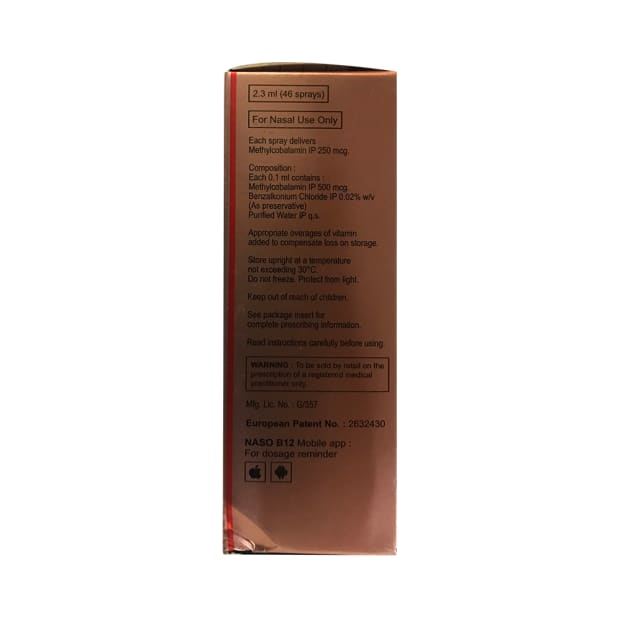 2.3 ml (46 sprays)
For Nasal Use Only
Each spray delivers
Methylcobalamin IP 250 mcg.
Composition :
Each 0.1 ml contains :
Methylcobalamin IP 500 mcg.
Benzalkonium Chloride IP 0.02% w/v
(As preservative)
Purified Water IP q.s.
Appropriate overages of vitamin
added to compensate loss on storage.
Store upright at a temperature
not exceeding 30°C.
Do not freeze. Protect from light.
Keep out of reach of children.
See package insert for
complete prescribing information.
Read instructions carefully before using
WARNING : To be sold by retail on the
prescription of a registered medical
practitioner only.
Mfg. Lic. No. : G/357
European Patent No. : 2632430
NASO B12 Mobile app :
For dosage reminder